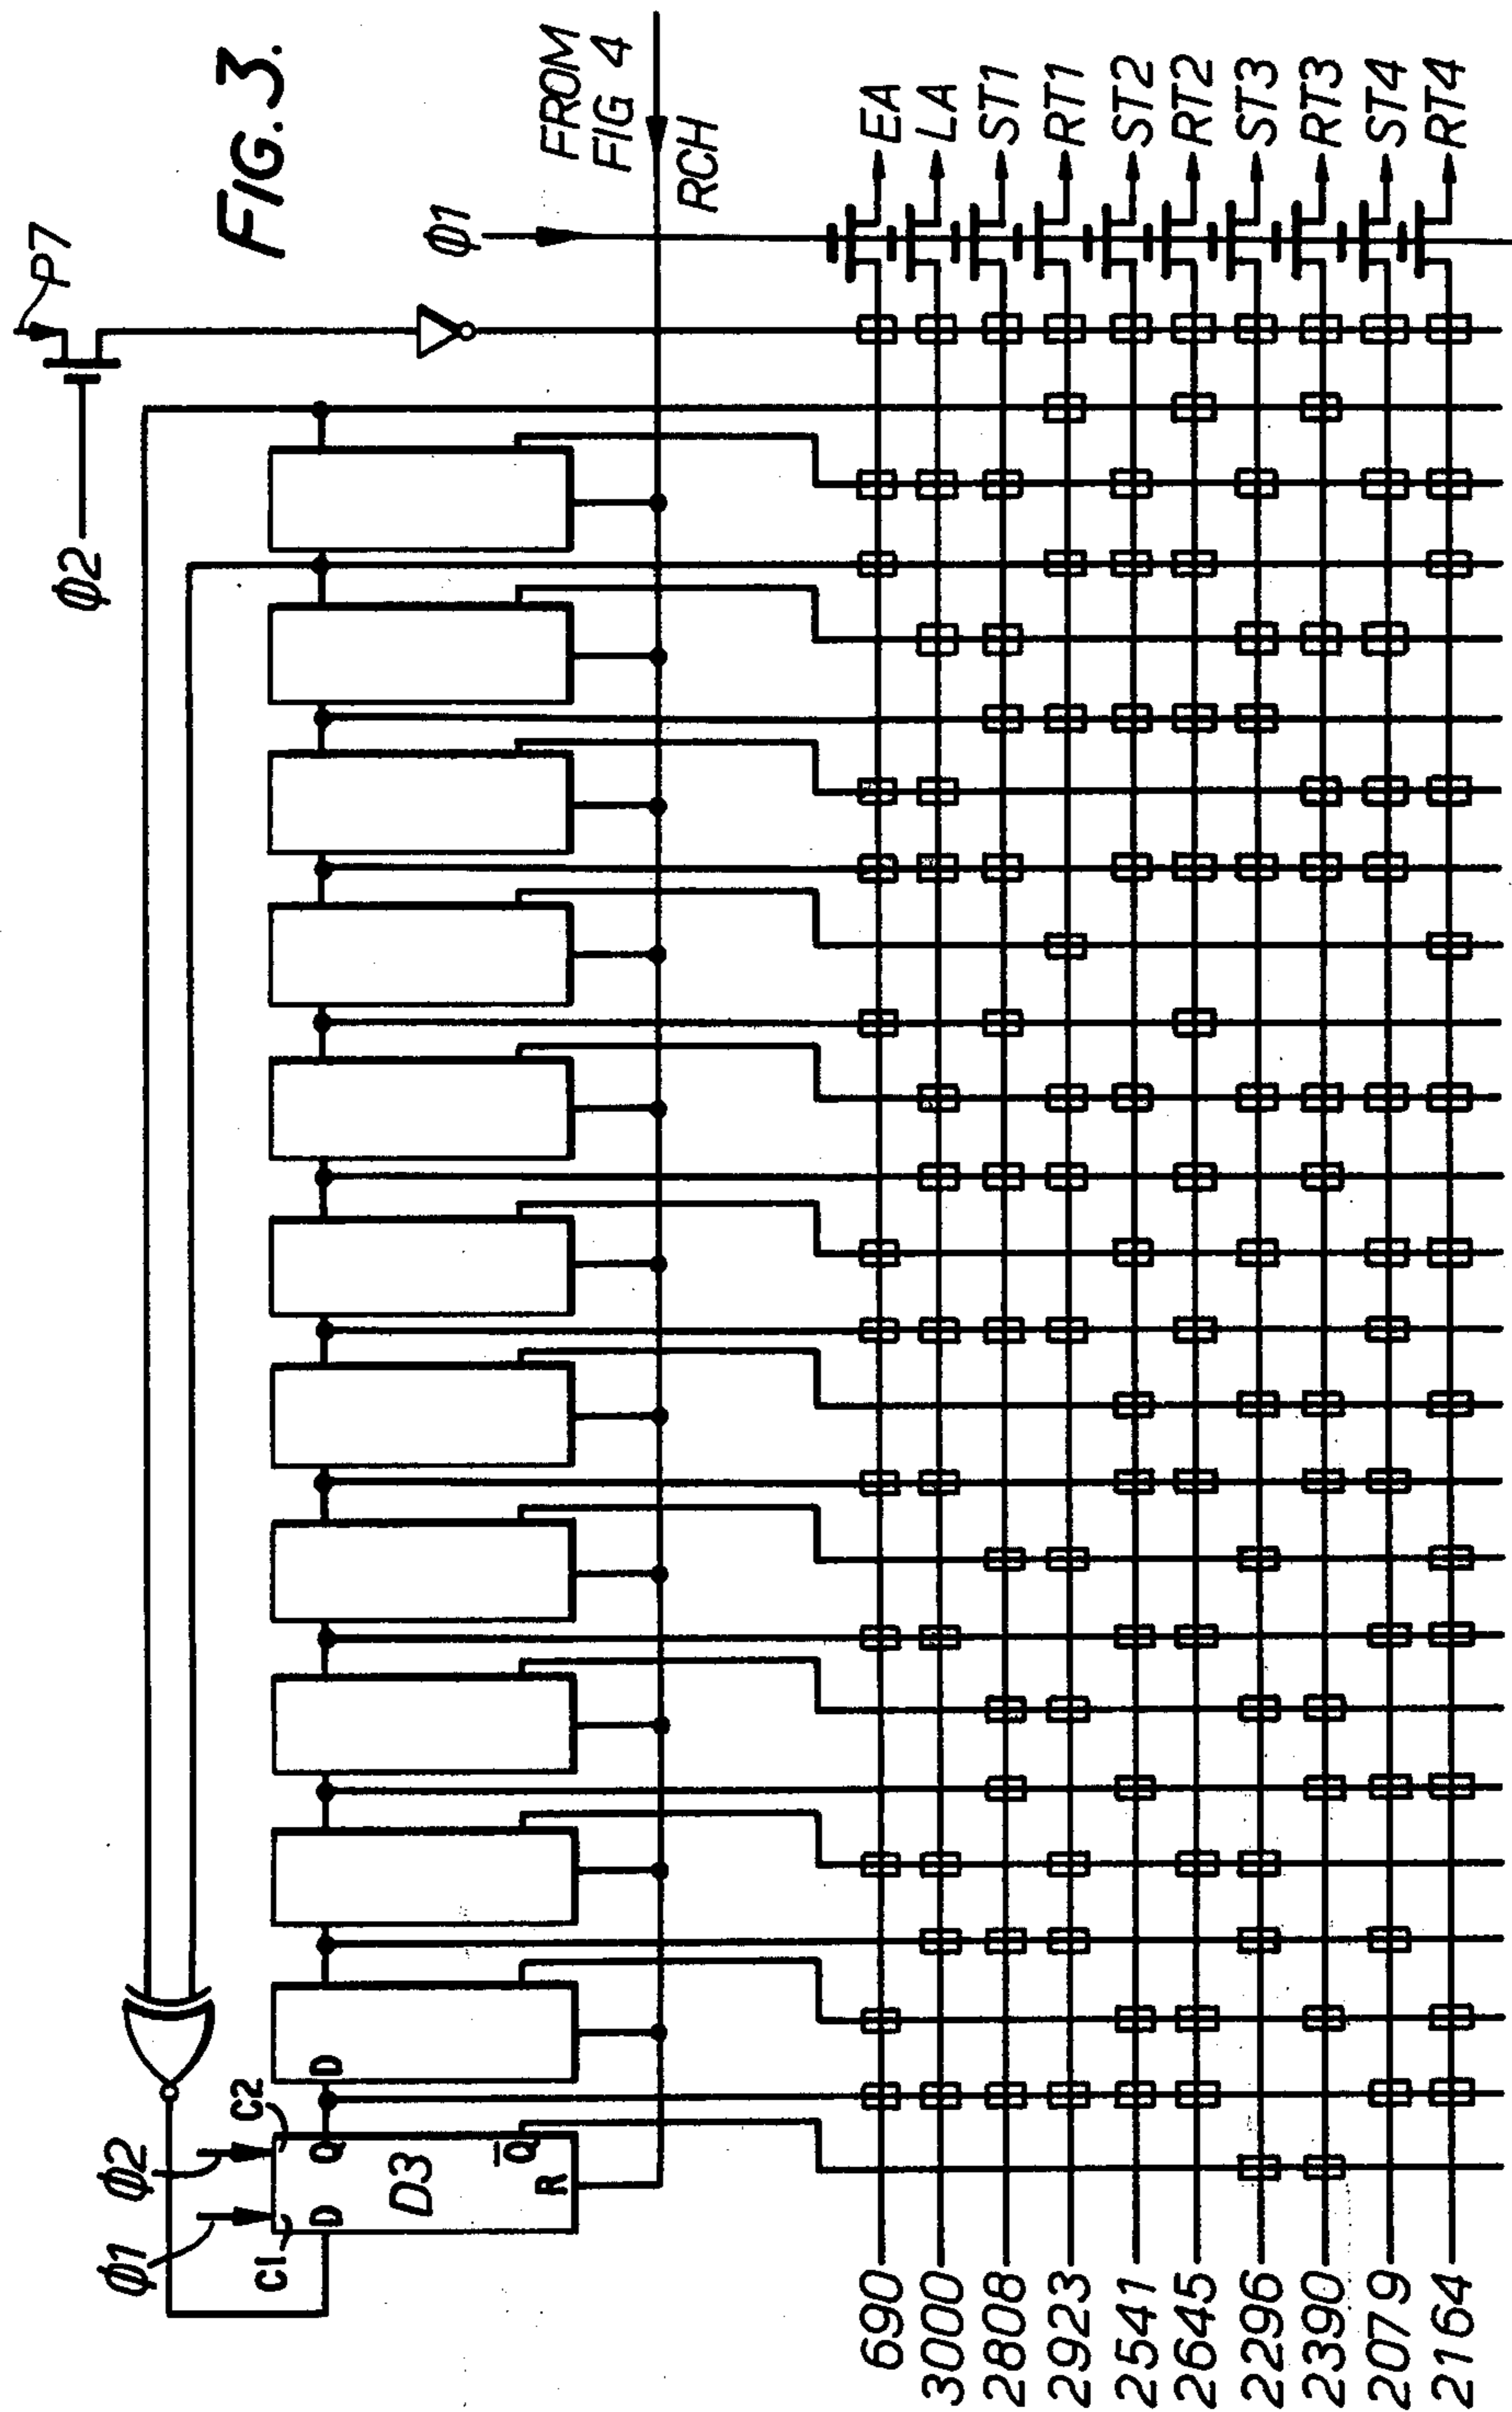 FIG. 3.
P7
Φ2
Φ1
FROM
FIG 4
RCH
EA
LA
ST1
RT1
ST2
RT2
ST3
RT3
ST4
RT4
Φ1
Φ2
C1
C2
D
Q
D
D3
Q̅
R
690
3000
2808
2923
2541
2645
2296
2390
2079
2164